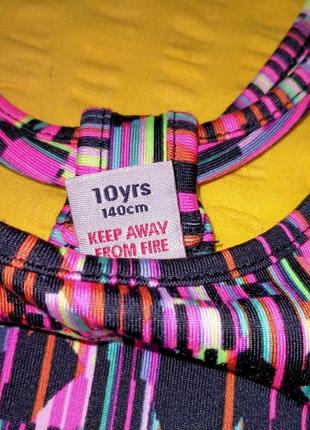 10yrs
140cm
KEEP AWAY
FROM FIRE